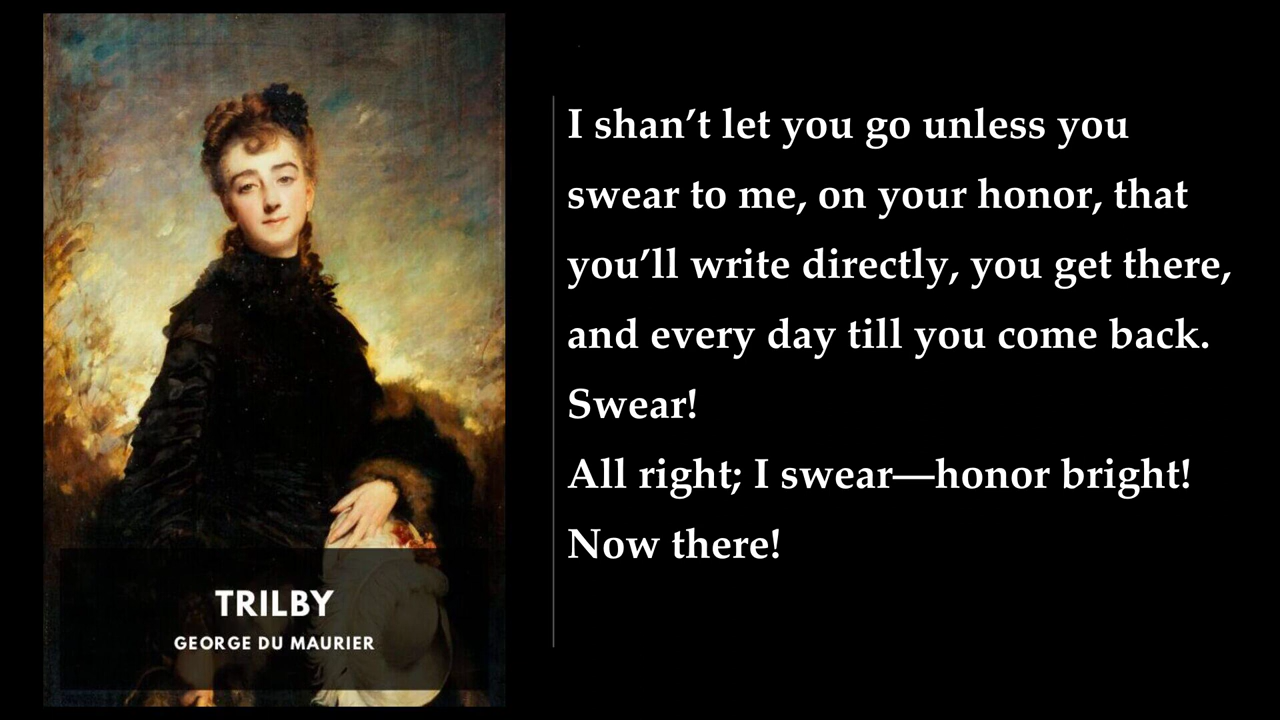 I shan’t let you go unless you
swear to me, on your honor, that
you’ll write directly, you get there,
and every day till you come back.
Swear!
All right; I swear—honor bright!
Now there!
TRILBY
GEORGE DU MAURIER